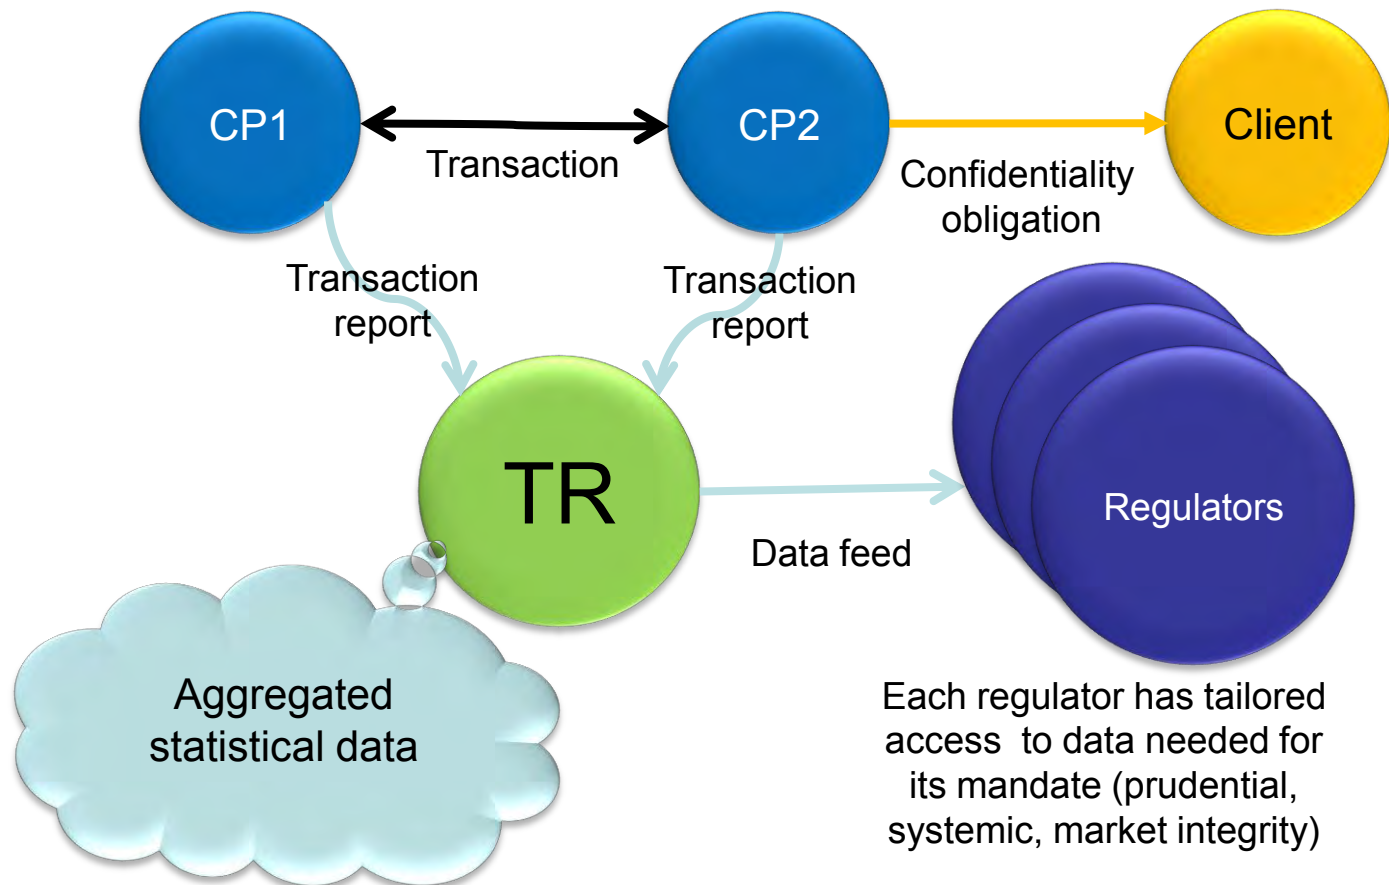 CP1
CP2
Client
Transaction
Confidentiality
obligation
Transaction
report
Transaction
report
TR
Regulators
Data feed
Aggregated
statistical data
Each regulator has tailored
access  to data needed for
its mandate (prudential,
systemic, market integrity)